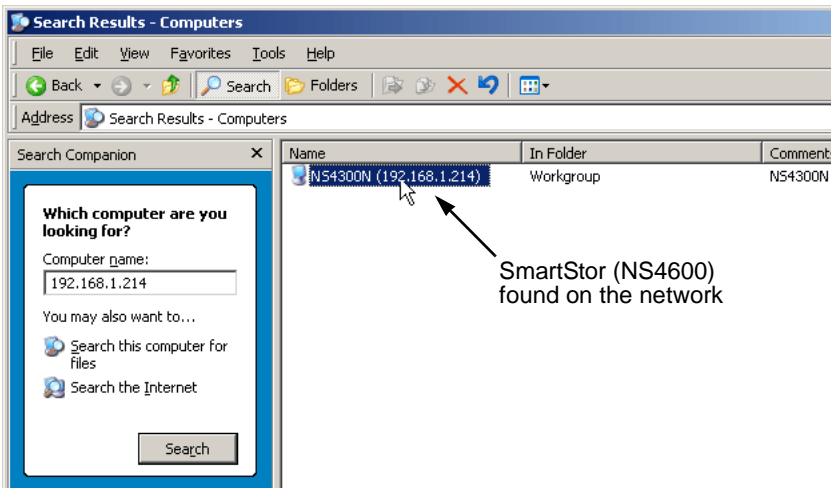 Search Results - Computers
File Edit View Favorites Tools Help
Back Search Folders
Address Search Results - Computers
Search Companion x
Name In Folder Comment
NS4300N (192.168.1.214) Workgroup NS4300N
Which computer are you
looking for?
Computer name:
192.168.1.214
You may also want to...
Search this computer for
files
Search the Internet
Search
SmartStor (NS4600)
found on the network